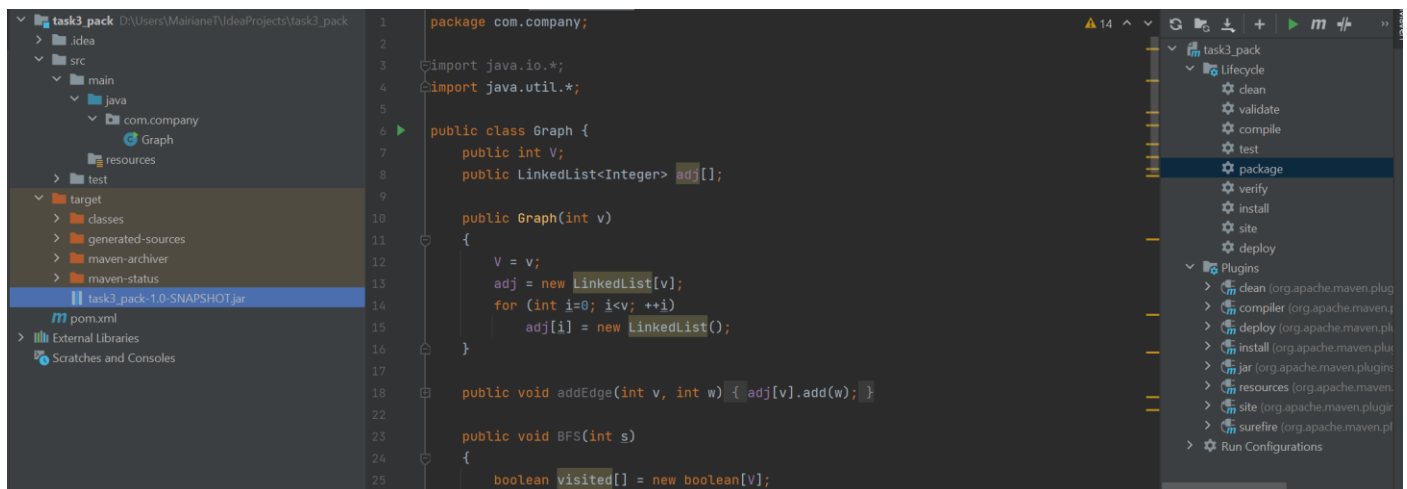 task3_pack D:\Users\MairianeT\IdeaProjects\task3_pack
.idea
src
main
java
com.company
Graph
resources
test
target
classes
generated-sources
maven-archiver
maven-status
task3_pack-1.0-SNAPSHOT.jar
pom.xml
External Libraries
Scratches and Consoles
1 package com.company;
2
3 import java.io.*;
4 import java.util.*;
5
6 public class Graph {
7 public int V;
8 public LinkedList<Integer> adj[];
9
10 public Graph(int v)
11 {
12 V = v;
13 adj = new LinkedList[v];
14 for (int i=0; i<v; ++i)
15 adj[i] = new LinkedList();
16 }
17
18 public void addEdge(int v, int w) { adj[v].add(w); }
22
23 public void BFS(int s)
24 {
25 boolean visited[] = new boolean[V];
14
task3_pack
Lifecycle
clean
validate
compile
test
package
verify
install
site
deploy
Plugins
clean (org.apache.maven.plug
compiler (org.apache.maven.p
deploy (org.apache.maven.plu
install (org.apache.maven.plug
jar (org.apache.maven.plugins
resources (org.apache.maven.
site (org.apache.maven.plugin
surefire (org.apache.maven.pl
Run Configurations